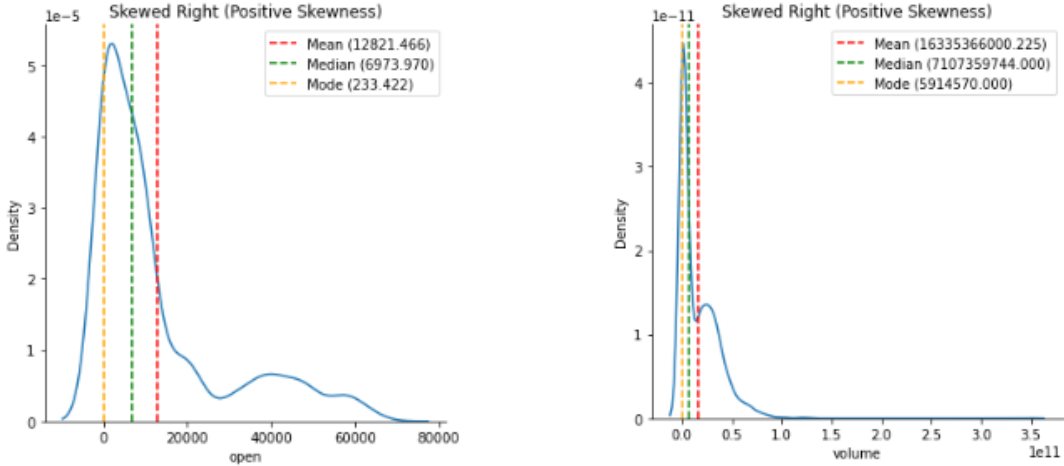 Skewed Right (Positive Skewness)
1e−5
Mean (12821.466)
Median (6973.970)
Mode (233.422)
5
4
3
2
1
0
Density
0
20000
40000
60000
80000
open
Skewed Right (Positive Skewness)
1e−11
Mean (16335366000.225)
Median (7107359744.000)
Mode (5914570.000)
4
3
2
1
0
Density
0.0
0.5
1.0
1.5
2.0
2.5
3.0
3.5
1e11
volume